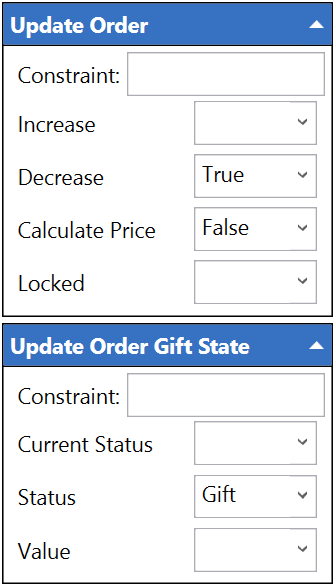 Update Order
Constraint:
Increase
Decrease True
Calculate Price False
Locked
Update Order Gift State
Constraint:
Current Status
Status Gift
Value